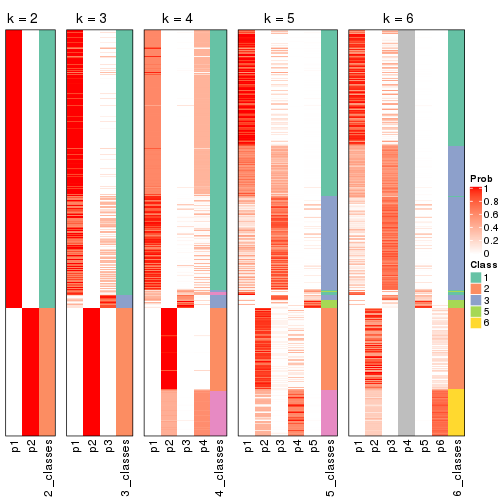 k = 2 k = 3 k = 4 k = 5 k = 6
Prob
1
0.8
0.6
0.4
0.2
0
Class
1
2
3
5
6
p1 p2 2_classes p1 p2 p3 3_classes p1 p2 p3 p4 4_classes p1 p2 p3 p4 p5 5_classes p1 p2 p3 p4 p5 p6 6_classes